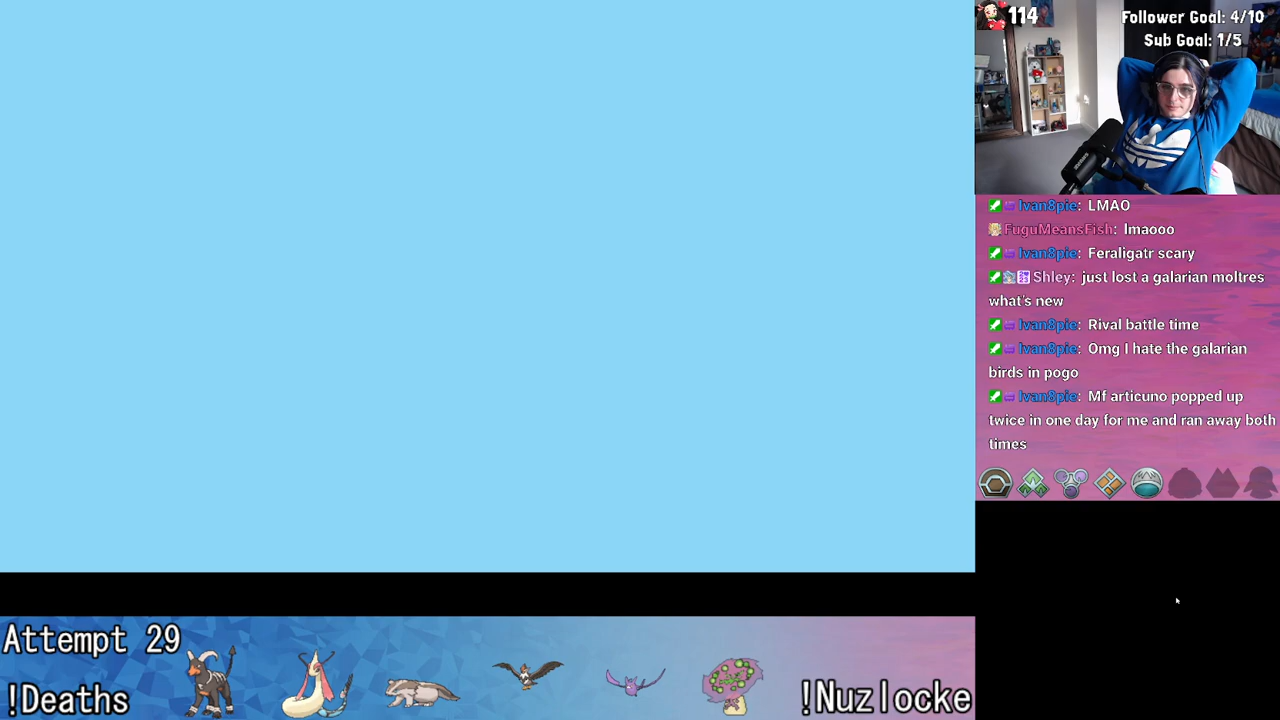 114
Follower Goal: 4/10
Sub Goal: 1/5
Ivan8pie: LMAO
FuguMeansFish: lmaooo
Ivan8pie: Feraligatr scary
Shley: just lost a galarian moltres
what's new
Ivan8pie: Rival battle time
Ivan8pie: Omg I hate the galarian
birds in pogo
Ivan8pie: Mf articuno popped up
twice in one day for me and ran away both
times
Attempt 29
!Deaths
!Nuzlocke